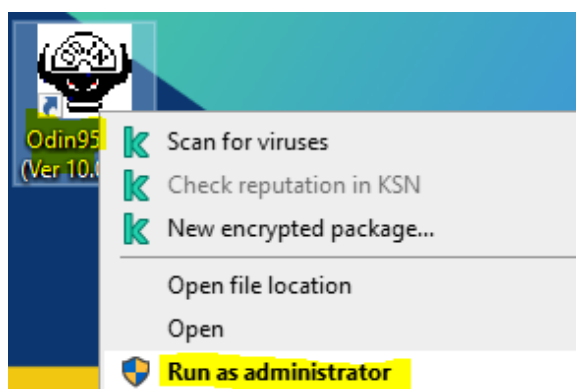 Odin95
(Ver 10.
Scan for viruses
Check reputation in KSN
New encrypted package...
Open file location
Open
Run as administrator